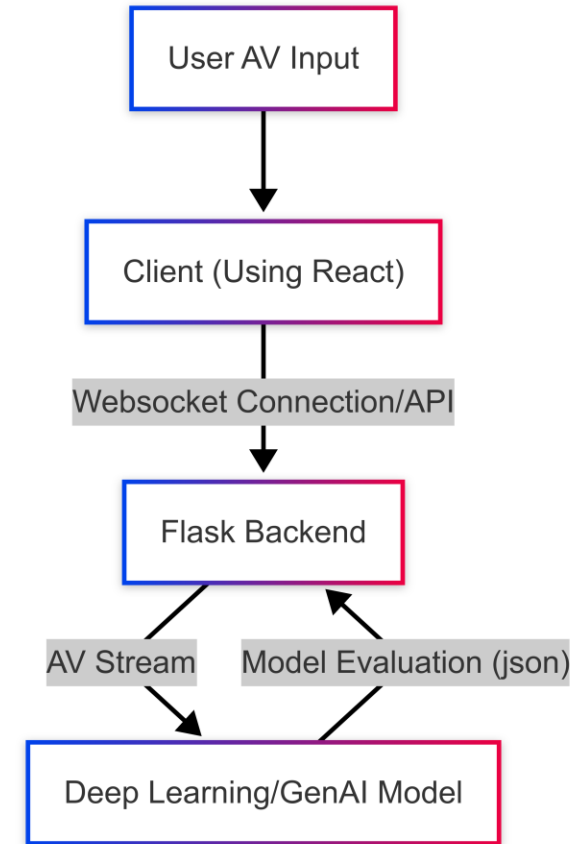 User AV Input
Client (Using React)
Websocket Connection/API
Flask Backend
AV Stream
Model Evaluation (json)
Deep Learning/GenAI Model